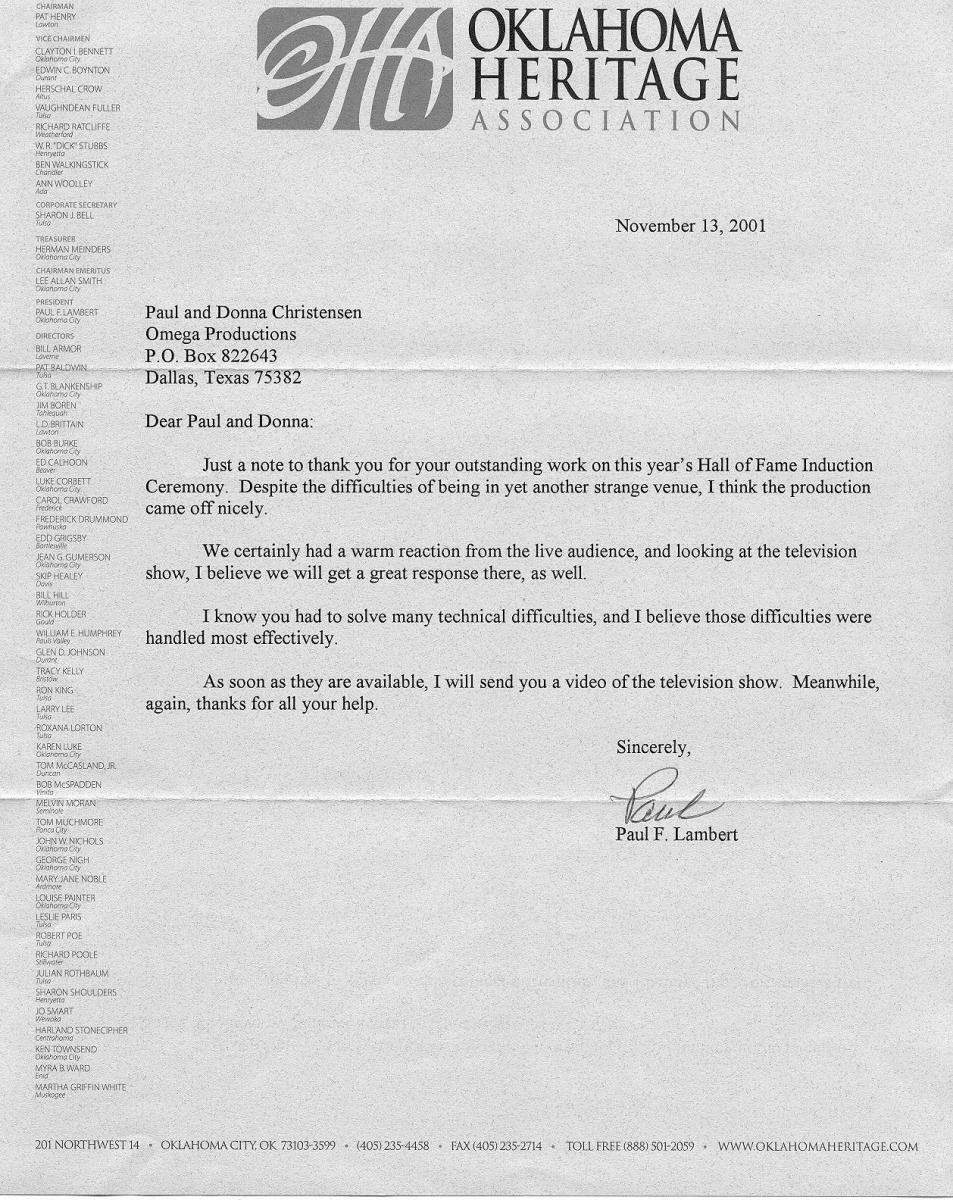 CHAIRMAN
PAT HENRY
Lawton
VICE CHAIRMEN
CLAYTON I. BENNETT
Oklahoma City
EDWIN C. BOYNTON
Durant
HERSCHAL CROW
Altus
VAUGHNDEAN FULLER
Tulsa
RICHARD RATCLIFFE
Weatherford
W. R. "DICK" STUBBS
Henryetta
BEN WALKINGSTICK
Chandler
ANN WOOLLEY
Ada
CORPORATE SECRETARY
SHARON J. BELL
Tulsa
TREASURER
HERMAN MEINDERS
Oklahoma City
CHAIRMAN EMERITUS
LEE ALLAN SMITH
Oklahoma City
PRESIDENT
PAUL F. LAMBERT
Oklahoma City
DIRECTORS
BILL ARMOR
Laverne
PAT BALDWIN
Tulsa
G.T. BLANKENSHIP
Oklahoma City
JIM BOREN
Tahlequah
L.D. BRITTAIN
Lawton
BOB BURKE
Oklahoma City
ED CALHOON
Beaver
LUKE CORBETT
Oklahoma City
CAROL CRAWFORD
Frederick
FREDERICK DRUMMOND
Pawhuska
EDD GRIGSBY
Bartlesville
JEAN G. GUMERSON
Oklahoma City
SKIP HEALEY
Davis
BILL HILL
Wilburton
RICK HOLDER
Gould
WILLIAM E. HUMPHREY
Pauls Valley
GLEN D. JOHNSON
Durant
TRACY KELLY
Bristow
RON KING
Tulsa
LARRY LEE
Tulsa
ROXANA LORTON
Tulsa
KAREN LUKE
Oklahoma City
TOM McCASLAND, JR.
Duncan
BOB McSPADDEN
Vinita
MELVIN MORAN
Seminole
TOM MUCHMORE
Ponca City
JOHN W. NICHOLS
Oklahoma City
GEORGE NIGH
Oklahoma City
MARY JANE NOBLE
Ardmore
LOUISE PAINTER
Oklahoma City
LESLIE PARIS
Tulsa
ROBERT POE
Tulsa
RICHARD POOLE
Stillwater
JULIAN ROTHBAUM
Tulsa
SHARON SHOULDERS
Henryetta
JO SMART
Wewoka
HARLAND STONECIPHER
Centrahoma
KEN TOWNSEND
Oklahoma City
MYRA B. WARD
Enid
MARTHA GRIFFIN WHITE
Muskogee
OHA
OKLAHOMA
HERITAGE
ASSOCIATION
November 13, 2001
Paul and Donna Christensen
Omega Productions
P.O. Box 822643
Dallas, Texas 75382
Dear Paul and Donna:
Just a note to thank you for your outstanding work on this year's Hall of Fame Induction
Ceremony. Despite the difficulties of being in yet another strange venue, I think the production
came off nicely.
We certainly had a warm reaction from the live audience, and looking at the television
show, I believe we will get a great response there, as well.
I know you had to solve many technical difficulties, and I believe those difficulties were
handled most effectively.
As soon as they are available, I will send you a video of the television show. Meanwhile,
again, thanks for all your help.
Sincerely,
Paul
Paul F. Lambert
201 NORTHWEST 14 • OKLAHOMA CITY, OK 73103-3599 • (405) 235-4458 • FAX (405) 235-2714 • TOLL FREE (888) 501-2059 • WWW.OKLAHOMAHERITAGE.COM